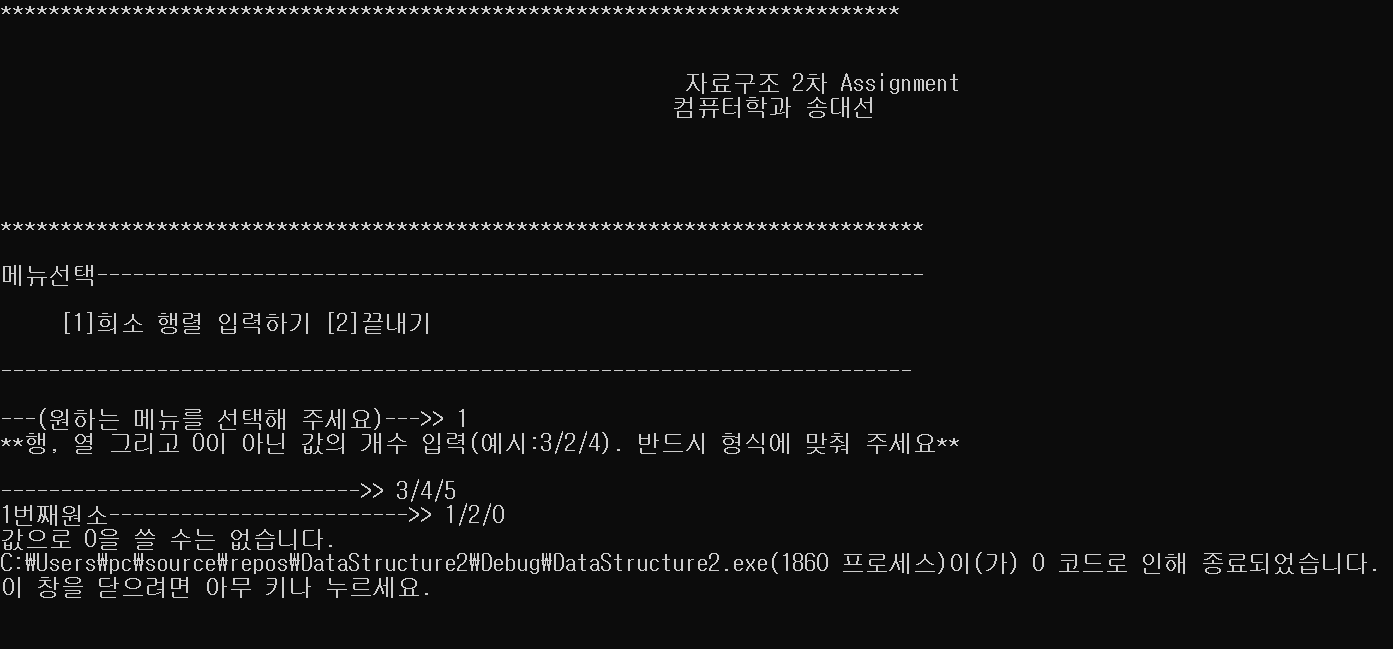 ***************************************************************************
자료구조 2차 Assignment
컴퓨터학과 송대선
*****************************************************************************
메뉴선택---------------------------------------------------------------------
[1]희소 행렬 입력하기 [2]끝내기
----------------------------------------------------------------------------
---(원하는 메뉴를 선택해 주세요)--->> 1
**행, 열 그리고 0이 아닌 값의 개수 입력(예시:3/2/4). 반드시 형식에 맞춰 주세요**
------------------------------>> 3/4/5
1번째원소------------------------->> 1/2/0
값으로 0을 쓸 수는 없습니다.
C:₩Users₩pc₩source₩repos₩DataStructure2₩Debug₩DataStructure2.exe(1860 프로세스)이(가) 0 코드로 인해 종료되었습니다.
이 창을 닫으려면 아무 키나 누르세요.